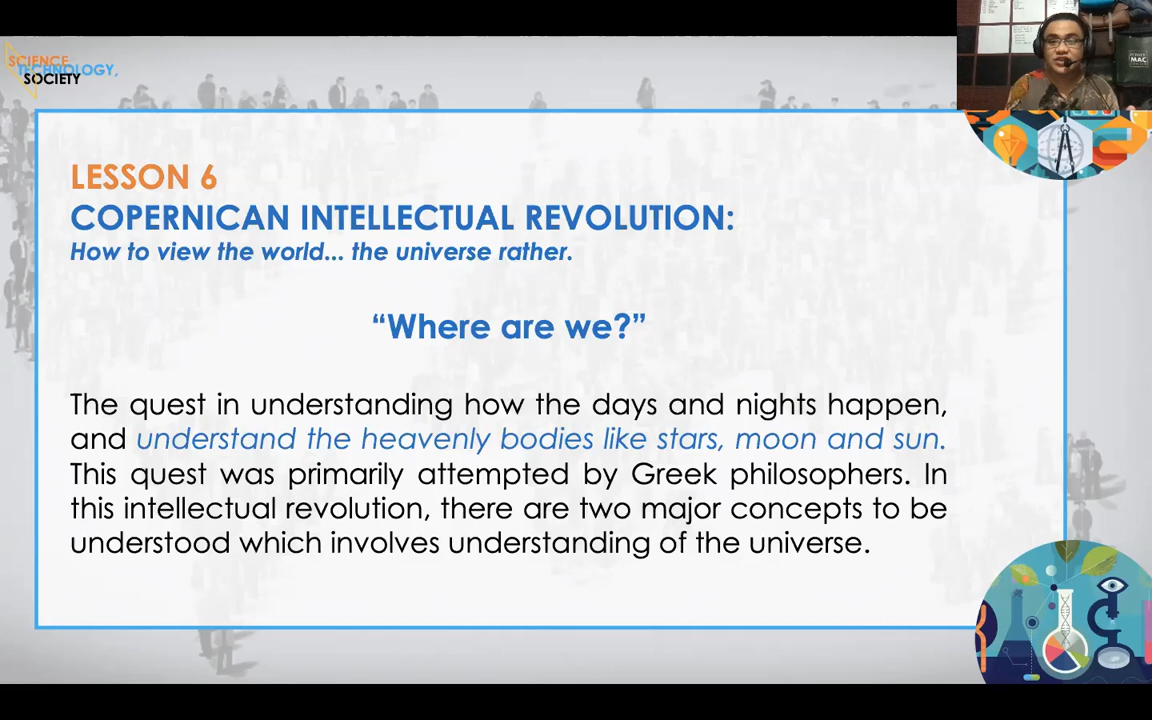 SCIENCE,
TECHNOLOGY,
SOCIETY
MAC
LESSON 6
COPERNICAN INTELLECTUAL REVOLUTION:
How to view the world... the universe rather.
“Where are we?”
The quest in understanding how the days and nights happen,
and understand the heavenly bodies like stars, moon and sun.
This quest was primarily attempted by Greek philosophers. In
this intellectual revolution, there are two major concepts to be
understood which involves understanding of the universe.